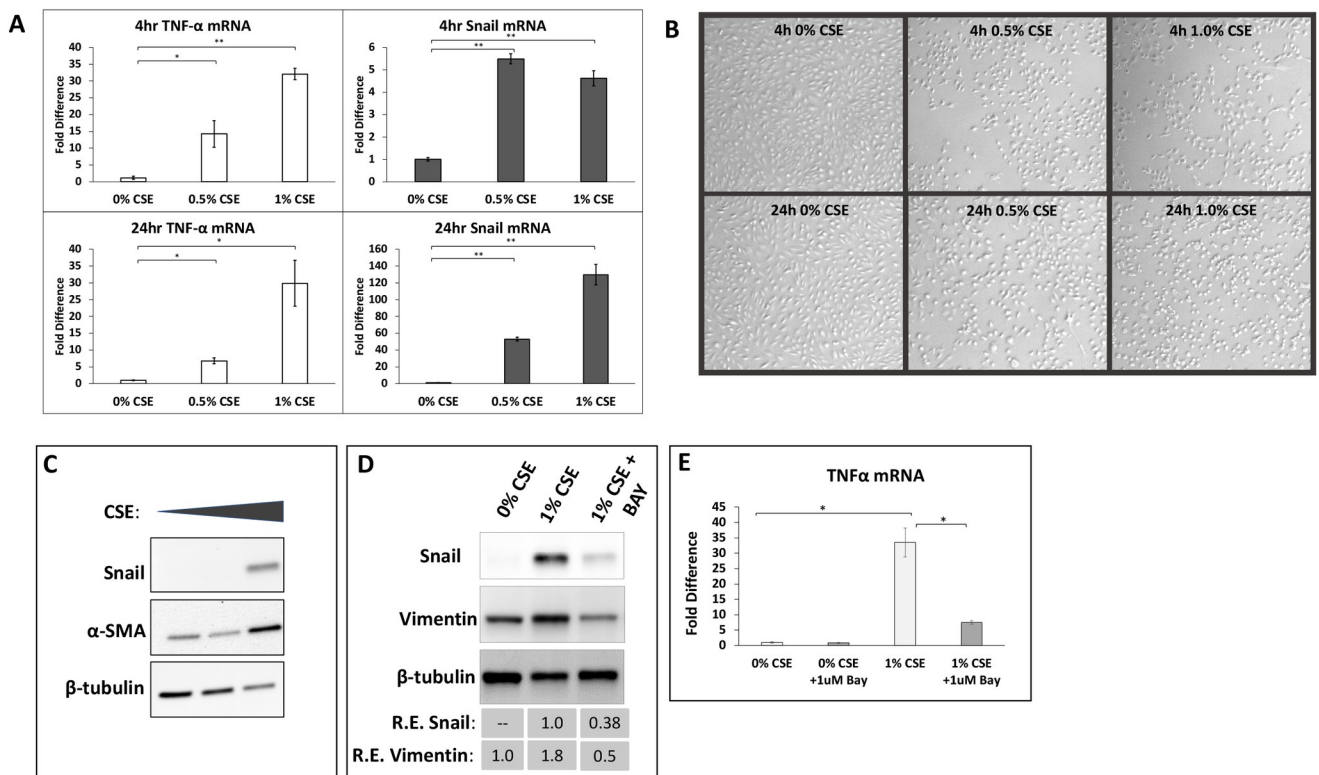 A
4hr TNF-α mRNA
Fold Difference
40
35
30
25
20
15
10
5
0
**
*
0% CSE 0.5% CSE 1% CSE
4hr Snail mRNA
Fold Difference
6
5
4
3
2
1
0
**
**
0% CSE 0.5% CSE 1% CSE
24hr TNF-α mRNA
Fold Difference
40
35
30
25
20
15
10
5
0
*
*
0% CSE 0.5% CSE 1% CSE
24hr Snail mRNA
Fold Difference
160
140
120
100
80
60
40
20
0
**
**
0% CSE 0.5% CSE 1% CSE
B
4h 0% CSE 4h 0.5% CSE 4h 1.0% CSE
24h 0% CSE 24h 0.5% CSE 24h 1.0% CSE
C
CSE:
Snail
α-SMA
β-tubulin
D
0% CSE
1% CSE
1% CSE +
BAY
Snail
Vimentin
β-tubulin
R.E. Snail: -- 1.0 0.38
R.E. Vimentin: 1.0 1.8 0.5
E
TNFα mRNA
Fold Difference
45
40
35
30
25
20
15
10
5
0
*
*
0% CSE 0% CSE 1% CSE 1% CSE
+1uM Bay +1uM Bay